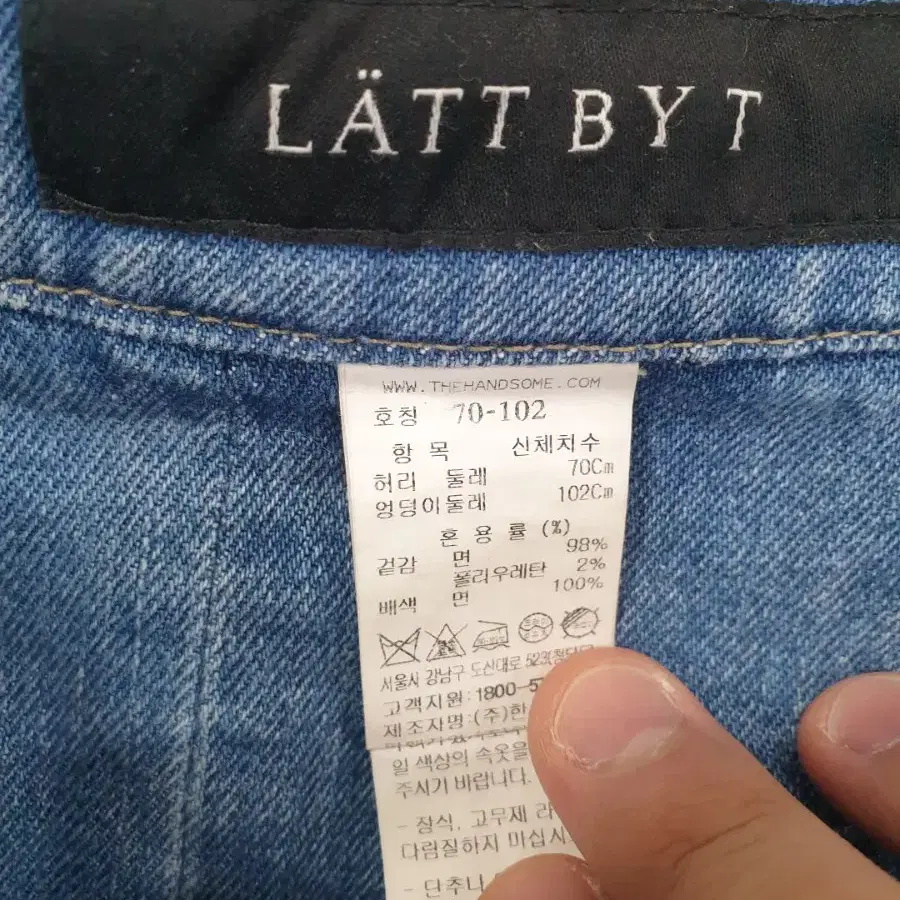 LÄTT BY T
WWW.THEHANDSOME.COM
호칭 70-102
항 목 신체치수
허리 둘레 70Cm
엉덩이둘레 102Cm
혼 용 률 (%)
겉감 면 98%
폴리우레탄 2%
배색 면 100%
서울시 강남구 도산대로 523(청담동
고객지원:1800-5
제조자명:(주)한
일 색상의 속옷을
주시기 바랍니다.
- 장식, 고무제 라
다림질하지 마십시
- 단추나